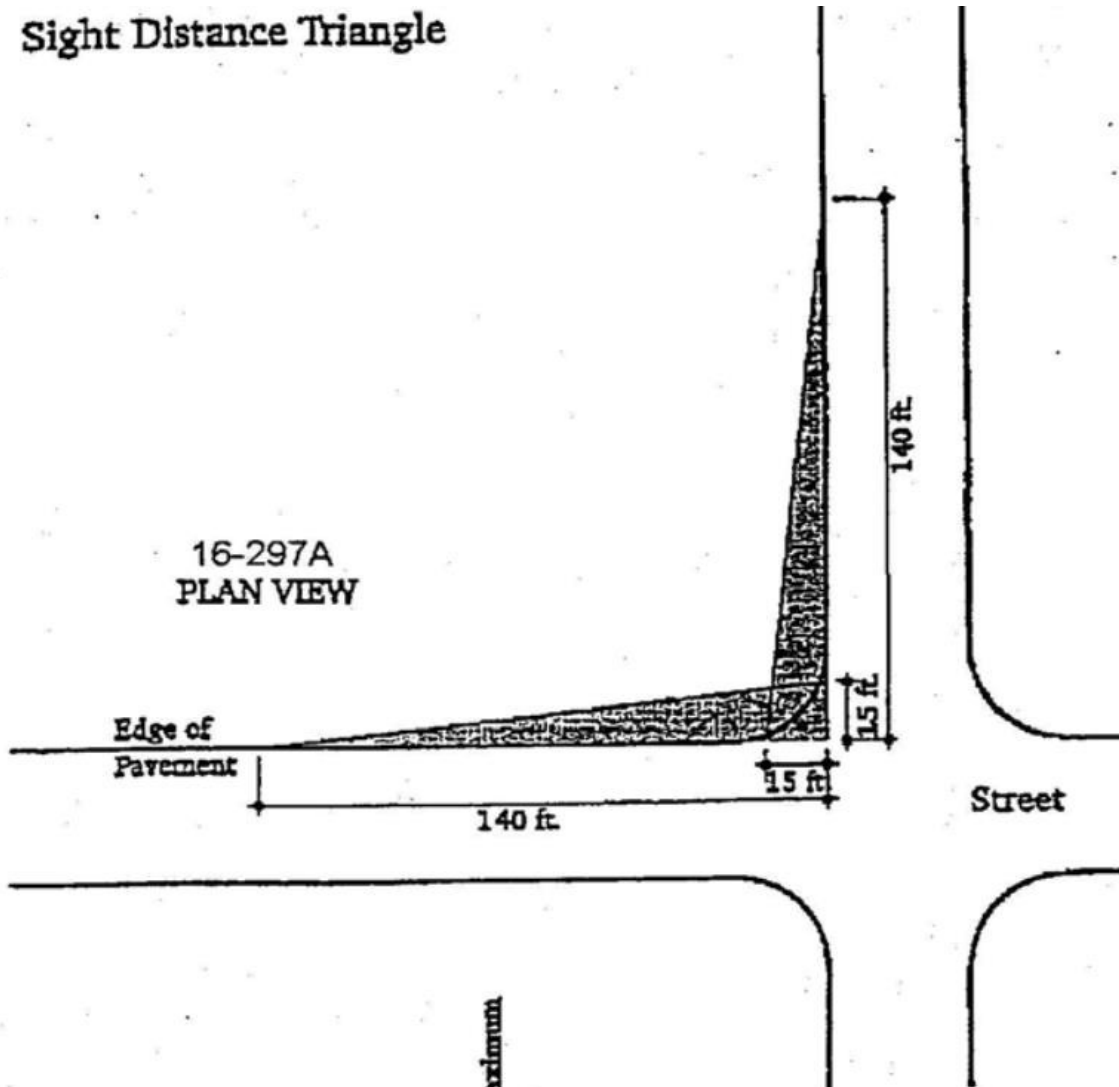 Sight Distance Triangle
140 ft.
16-297A
PLAN VIEW
Edge of
Pavement
15 ft.
15 ft
140 ft.
Street